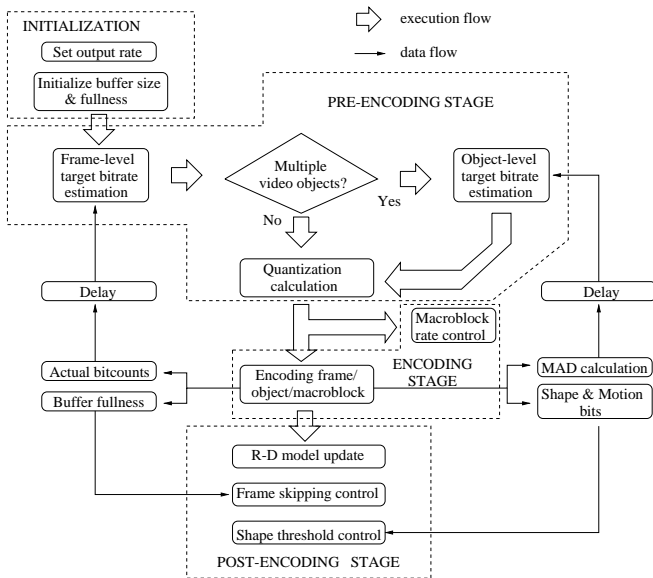 INITIALIZATION
Set output rate
Initialize buffer size
& fullness
execution flow
data flow
PRE-ENCODING STAGE
Frame-level
target bitrate
estimation
Multiple
video objects?
Yes
No
Object-level
target bitrate
estimation
Quantization
calculation
Delay
Delay
Macroblock
rate control
ENCODING
STAGE
Actual bitcounts
Buffer fullness
Encoding frame/
object/macroblock
MAD calculation
Shape & Motion
bits
R-D model update
Frame skipping control
Shape threshold control
POST-ENCODING STAGE